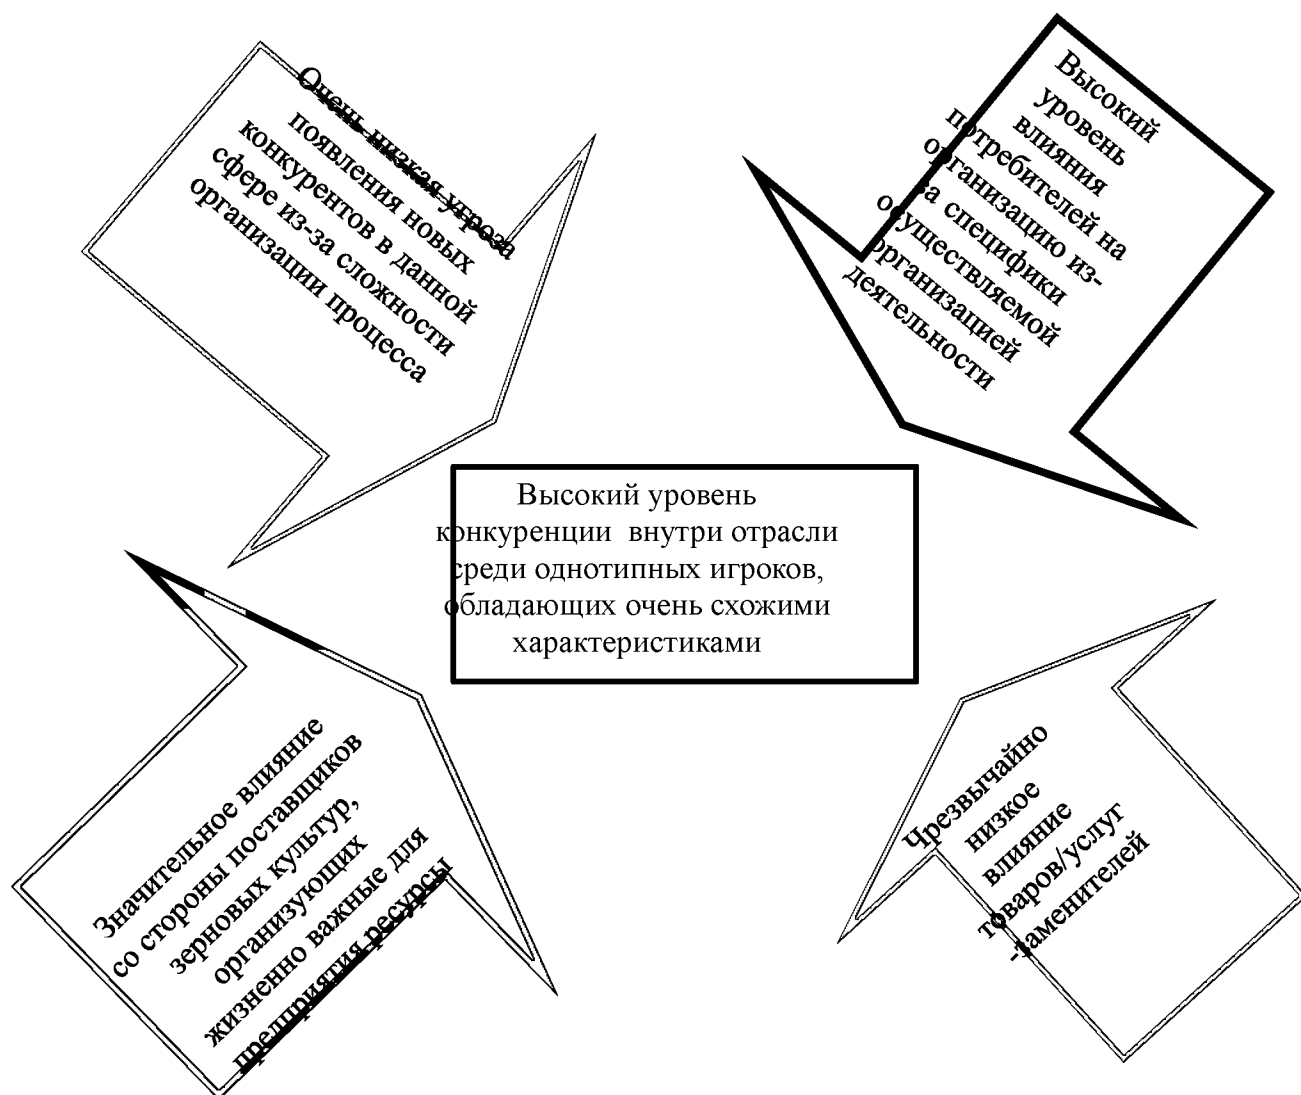 Очень низкая угроза
появления новых
конкурентов в данной
сфере из-за сложности
организации процесса
Высокий
уровень
влияния
потребителей на
организацию из-
за специфики
осуществляемой
организацией
деятельности
Высокий уровень
конкуренции внутри отрасли
среди однотипных игроков,
обладающих очень схожими
характеристиками
Значительное влияние
со стороны поставщиков
зерновых культур,
организующих
жизненно важные для
предприятия ресурсы
Чрезвычайно
низкое
влияние
товаров/услуг
-заменителей